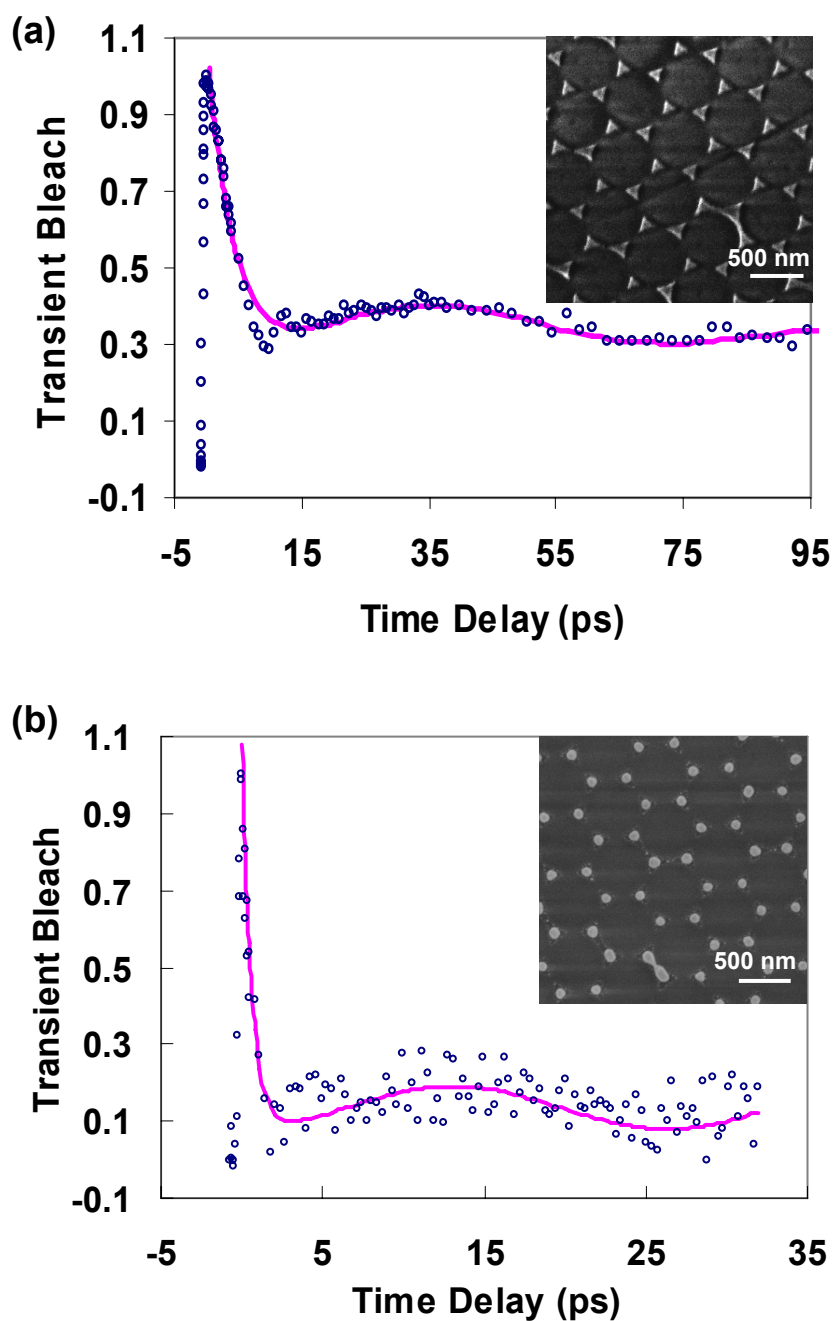 (a)
1.1
0.9
0.7
0.5
0.3
0.1
-0.1
Transient Bleach
500 nm
-5 15 35 55 75 95
Time Delay (ps)
(b)
1.1
0.9
0.7
0.5
0.3
0.1
-0.1
Transient Bleach
500 nm
-5 5 15 25 35
Time Delay (ps)